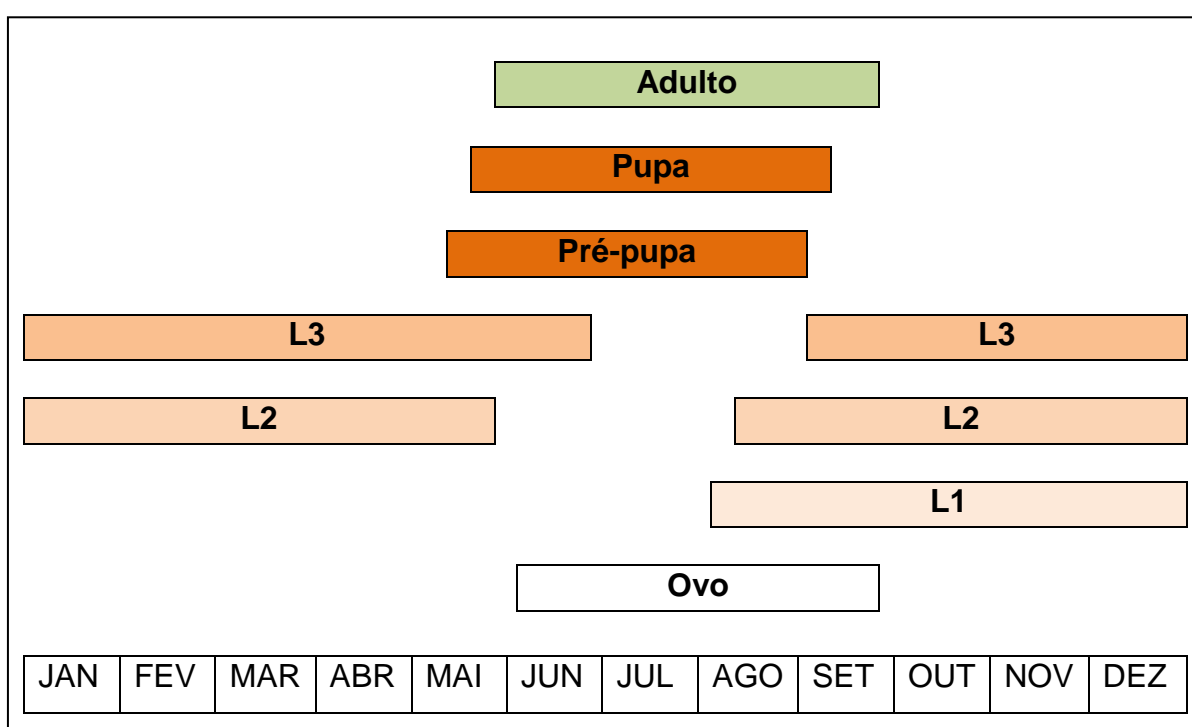 Adulto
Pupa
Pré-pupa
L3 L3
L2 L2
L1
Ovo
JAN FEV MAR ABR MAI JUN JUL AGO SET OUT NOV DEZ